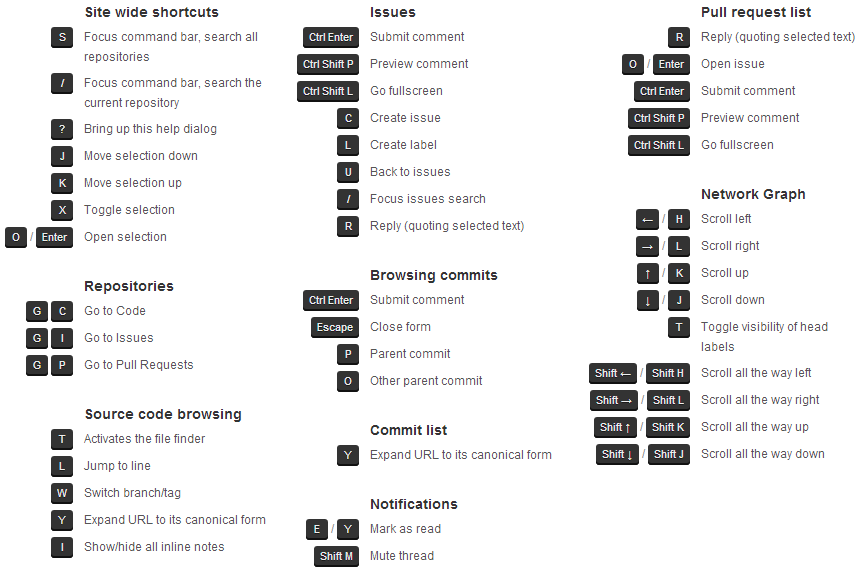 Site wide shortcuts
S Focus command bar, search all
repositories
/ Focus command bar, search the
current repository
? Bring up this help dialog
J Move selection down
K Move selection up
X Toggle selection
O / Enter Open selection
Repositories
G C Go to Code
G I Go to Issues
G P Go to Pull Requests
Source code browsing
T Activates the file finder
L Jump to line
W Switch branch/tag
Y Expand URL to its canonical form
I Show/hide all inline notes
Issues
Ctrl Enter Submit comment
Ctrl Shift P Preview comment
Ctrl Shift L Go fullscreen
C Create issue
L Create label
U Back to issues
/ Focus issues search
R Reply (quoting selected text)
Browsing commits
Ctrl Enter Submit comment
Escape Close form
P Parent commit
O Other parent commit
Commit list
Y Expand URL to its canonical form
Notifications
E / Y Mark as read
Shift M Mute thread
Pull request list
R Reply (quoting selected text)
O / Enter Open issue
Ctrl Enter Submit comment
Ctrl Shift P Preview comment
Ctrl Shift L Go fullscreen
Network Graph
← / H Scroll left
→ / L Scroll right
↑ / K Scroll up
↓ / J Scroll down
T Toggle visibility of head
labels
Shift ← / Shift H Scroll all the way left
Shift → / Shift L Scroll all the way right
Shift ↑ / Shift K Scroll all the way up
Shift ↓ / Shift J Scroll all the way down